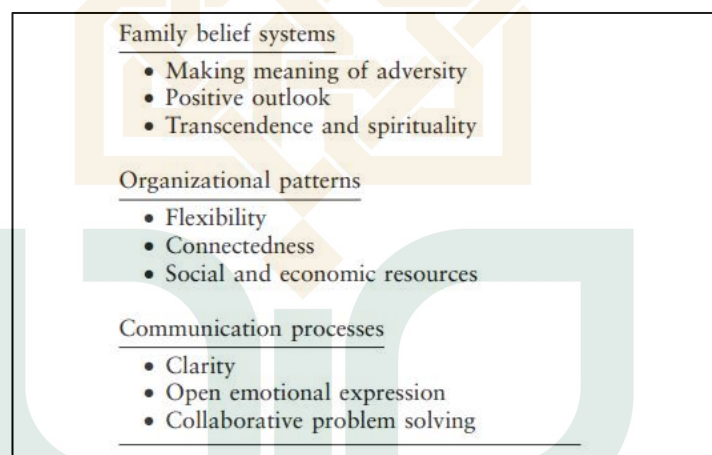 Family belief systems
• Making meaning of adversity
• Positive outlook
• Transcendence and spirituality
Organizational patterns
• Flexibility
• Connectedness
• Social and economic resources
Communication processes
• Clarity
• Open emotional expression
• Collaborative problem solving